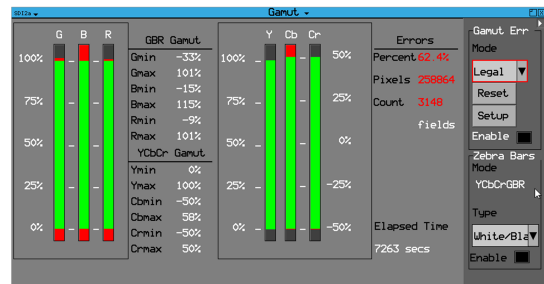 SDI2a
Gamut
G B R
GBR Gamut
100%
75%
50%
25%
0%
Gmin -33%
Gmax 101%
Bmin -15%
Bmax 115%
Rmin -9%
Rmax 101%
YCbCr Gamut
Ymin 0%
Ymax 100%
Cbmin -50%
Cbmax 58%
Crmin -50%
Crmax 50%
Y Cb Cr
100% 50%
75% 25%
50% 0%
25% -25%
0% -50%
Errors
Percent 62.4%
Pixels 258864
Count 3148
fields
Elapsed Time
7263 secs
Gamut Err
Mode
Legal
Reset
Setup
Enable
Zebra Bars
Mode
YCbCrGBR
Type
White/Bla
Enable